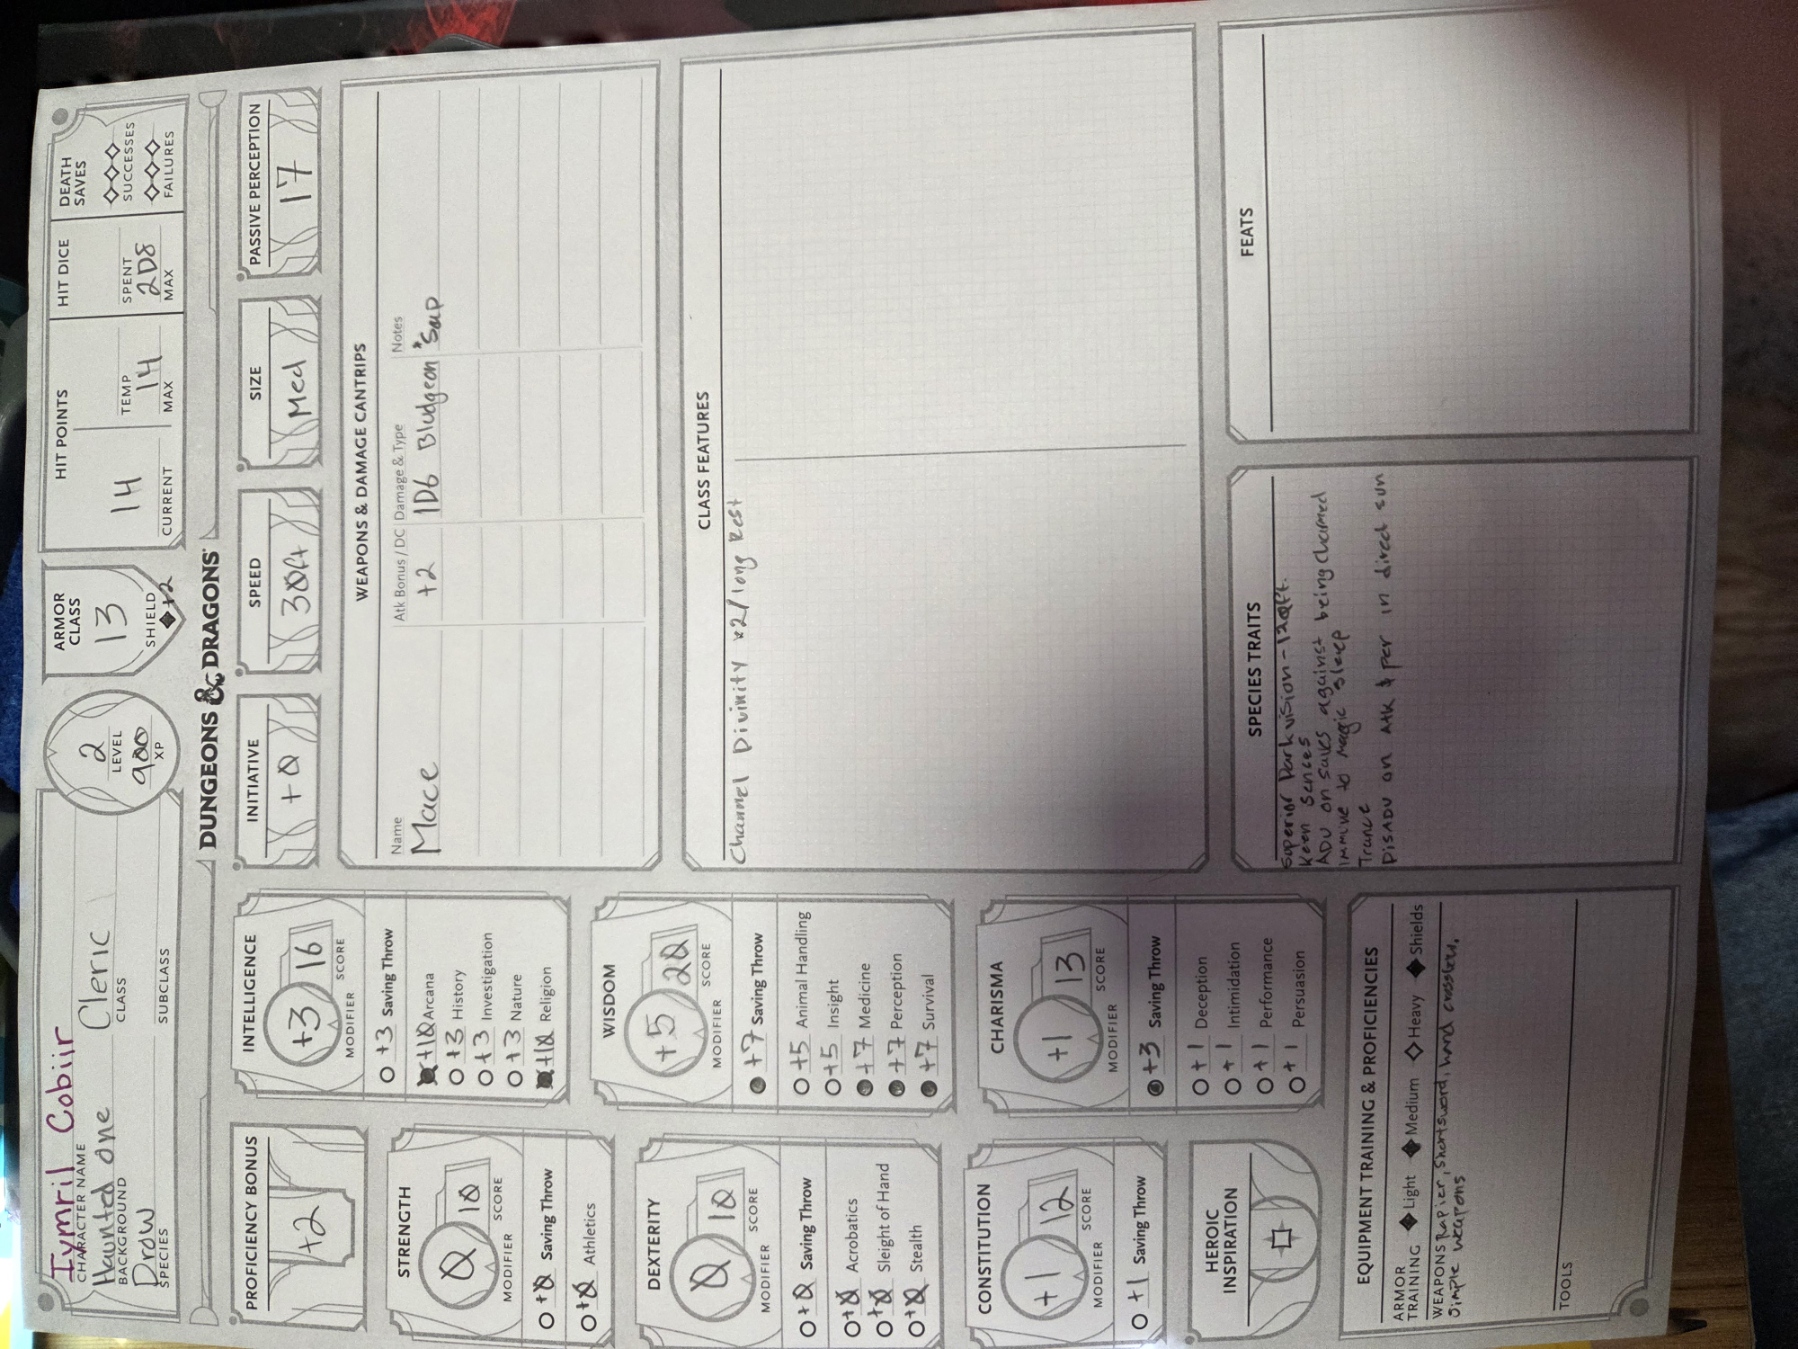 Iymril Cobiir
CHARACTER NAME
Haunted one Cleric
BACKGROUND CLASS
Drow
SPECIES SUBCLASS
2
LEVEL
900
XP
ARMOR
CLASS
13
SHIELD
+2
HIT POINTS
14
CURRENT
TEMP
14
MAX
HIT DICE
SPENT
2D8
MAX
DEATH
SAVES
SUCCESSES
FAILURES
DUNGEONS & DRAGONS
PROFICIENCY BONUS
+2
STRENGTH
0 10
MODIFIER SCORE
+0 Saving Throw
+0 Athletics
DEXTERITY
0 10
MODIFIER SCORE
+0 Saving Throw
+0 Acrobatics
+0 Sleight of Hand
+0 Stealth
CONSTITUTION
+1 12
MODIFIER SCORE
+1 Saving Throw
HEROIC
INSPIRATION
INTELLIGENCE
+3 16
MODIFIER SCORE
+3 Saving Throw
+10 Arcana
+3 History
+3 Investigation
+3 Nature
+10 Religion
WISDOM
+5 20
MODIFIER SCORE
+7 Saving Throw
+5 Animal Handling
+5 Insight
+7 Medicine
+7 Perception
+7 Survival
CHARISMA
+1 13
MODIFIER SCORE
+3 Saving Throw
+1 Deception
+1 Intimidation
+1 Performance
+1 Persuasion
EQUIPMENT TRAINING & PROFICIENCIES
ARMOR
TRAINING Light Medium Heavy Shields
WEAPONS Rapier, Shortsword, hand crossbow,
Simple weapons
TOOLS
INITIATIVE
+0
SPEED
30ft
SIZE
Med
PASSIVE PERCEPTION
17
WEAPONS & DAMAGE CANTRIPS
Name Atk Bonus / DC Damage & Type Notes
Mace +2 1D6 Bludgeon *Sap
CLASS FEATURES
Channel Divinity x2/long Rest
SPECIES TRAITS
Superior Darkvision-120ft.
Keen Senses
ADV on saves against being charmed
immune to magic sleep
Trance
DISADV on Atk & per in direct sun
FEATS